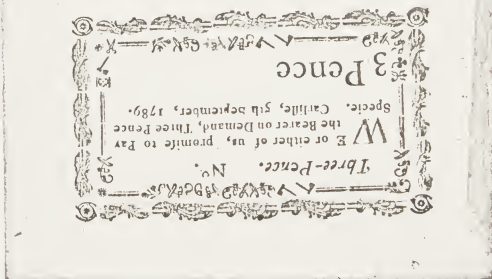 Three-Pence. No.
WE or either of us, promiſe to Pay
the Bearer on Demand, Three Pence
Specie. Carliſle, 5th September, 1789.
3 Pence